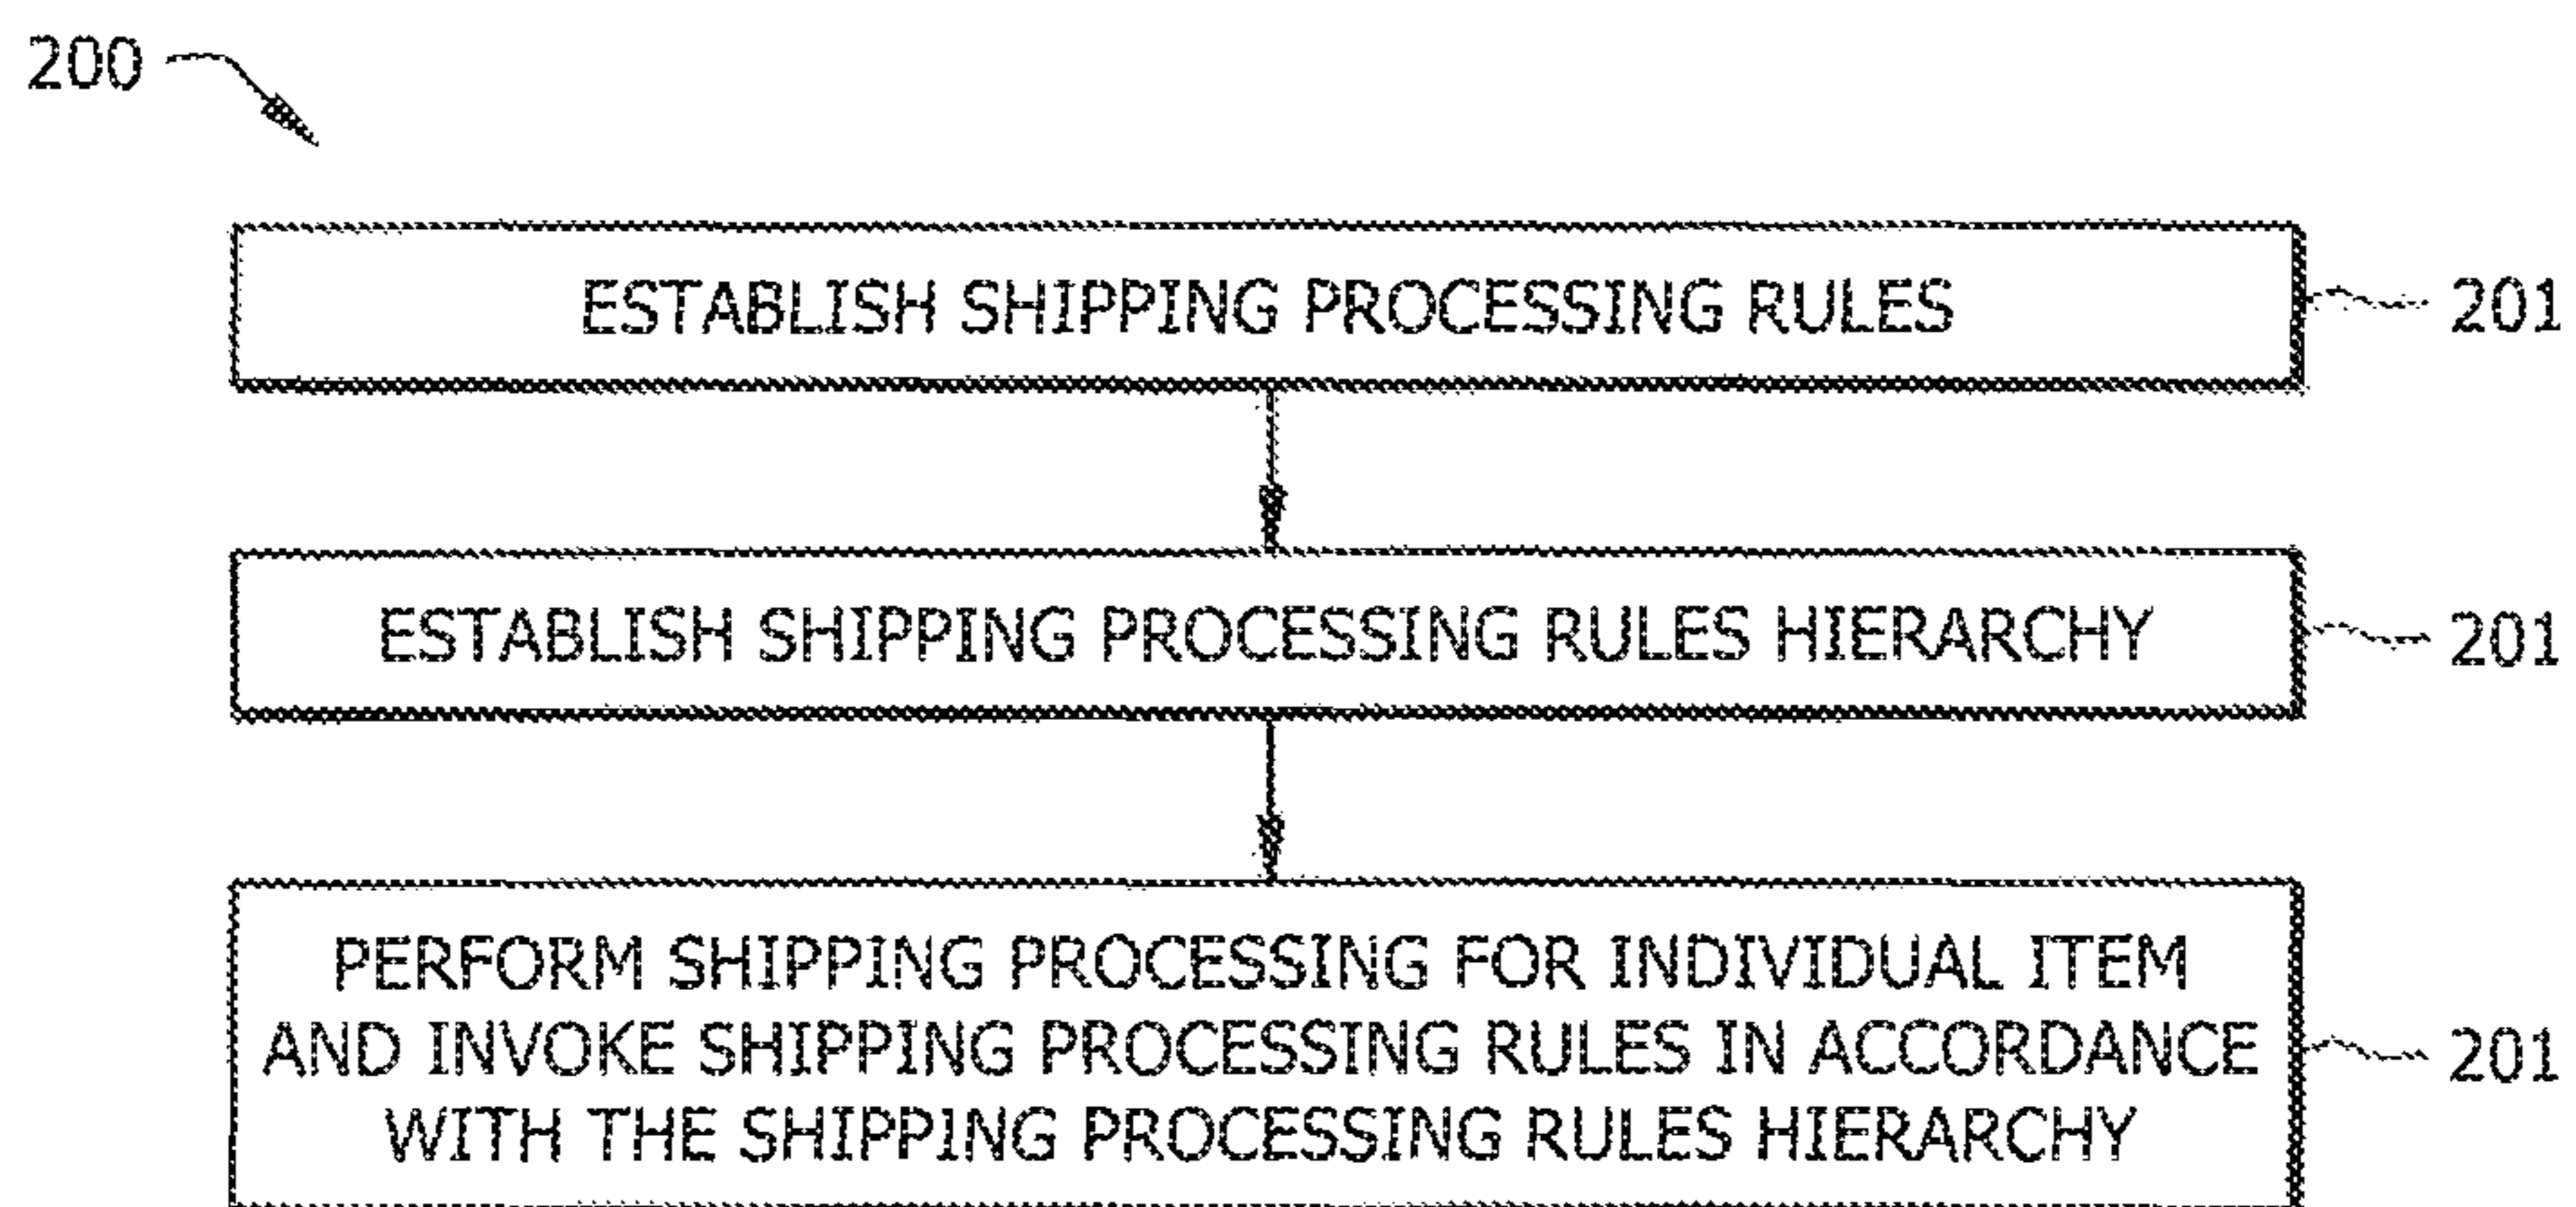 200
ESTABLISH SHIPPING PROCESSING RULES
201
ESTABLISH SHIPPING PROCESSING RULES HIERARCHY
201
PERFORM SHIPPING PROCESSING FOR INDIVIDUAL ITEM
AND INVOKE SHIPPING PROCESSING RULES IN ACCORDANCE
WITH THE SHIPPING PROCESSING RULES HIERARCHY
201